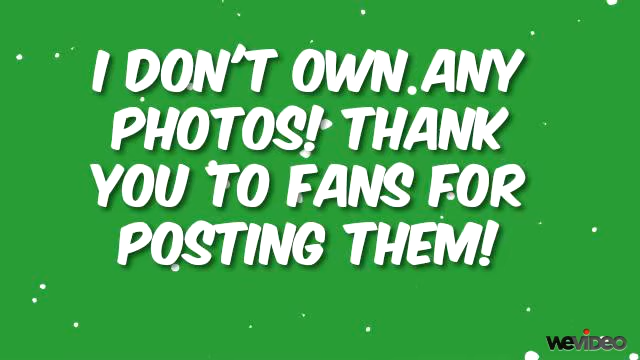 I DON'T OWN ANY
PHOTOS! THANK
YOU TO FANS FOR
POSTING THEM!
WEVIDEO